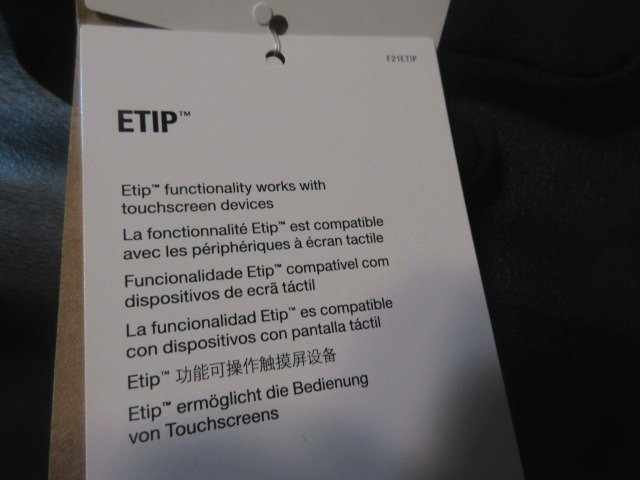 F21ETIP
ETIP™
Etip™ functionality works with
touchscreen devices
La fonctionnalité Etip™ est compatible
avec les périphériques à écran tactile
Funcionalidade Etip™ compatível com
dispositivos de ecrã táctil
La funcionalidad Etip™ es compatible
con dispositivos con pantalla táctil
Etip™ 功能可操作触摸屏设备
Etip™ ermöglicht die Bedienung
von Touchscreens